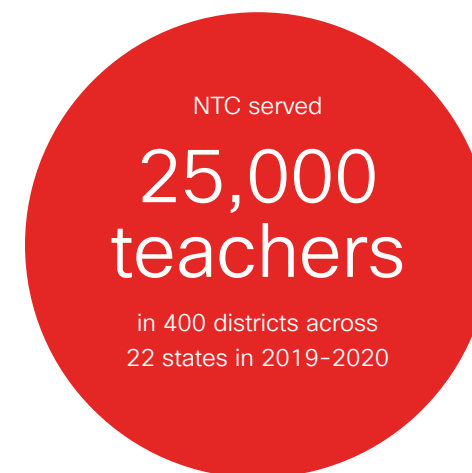 NTC served
25,000
teachers
in 400 districts across
22 states in 2019-2020